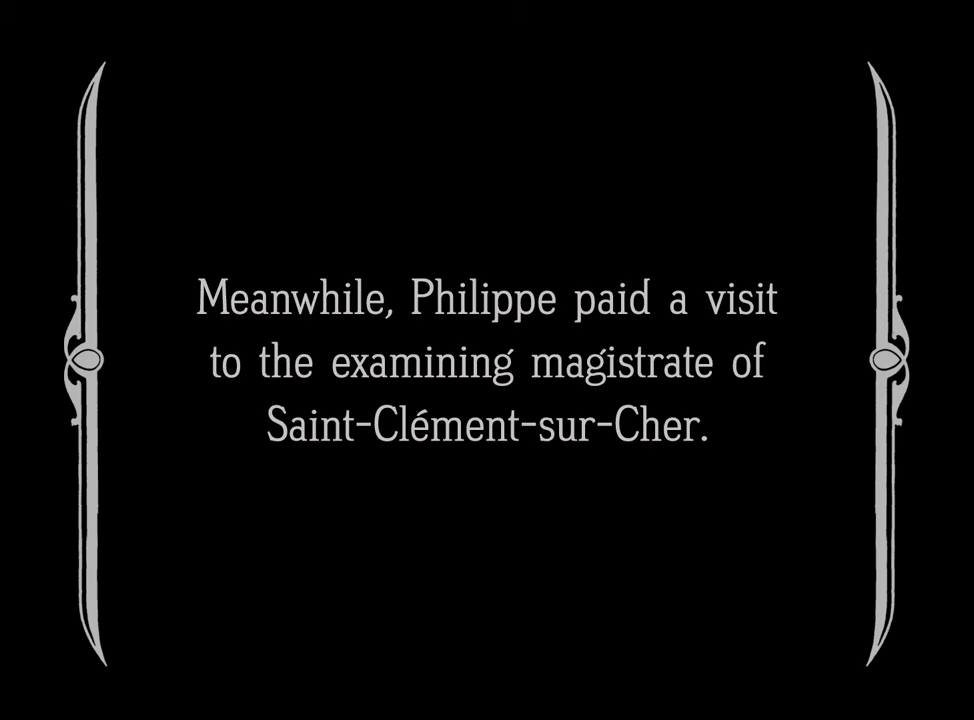 Meanwhile, Philippe paid a visit
to the examining magistrate of
Saint-Clément-sur-Cher.